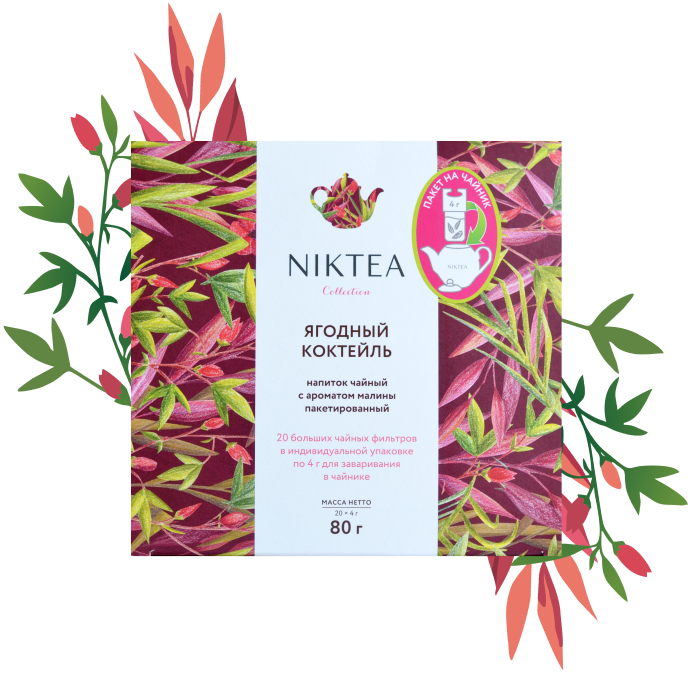 NIKTEA
Collection
ПАКЕТ НА ЧАЙНИК
4 г
NIKTEA
ЯГОДНЫЙ
КОКТЕЙЛЬ
напиток чайный
с ароматом малины
пакетированный
20 больших чайных фильтров
в индивидуальной упаковке
по 4 г для заваривания
в чайнике
МАССА НЕТТО
20 × 4 г
80 г